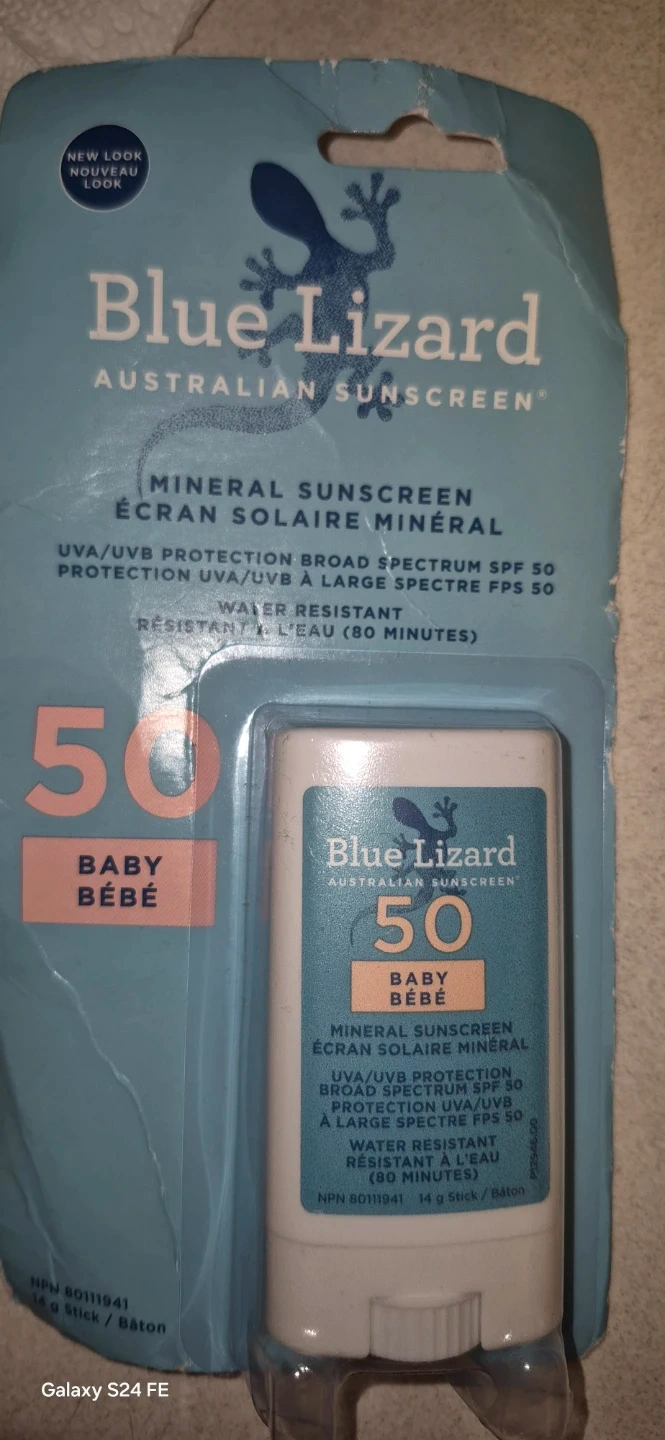 NEW LOOK
NOUVEAU
LOOK
Blue Lizard
AUSTRALIAN SUNSCREEN®
MINERAL SUNSCREEN
ÉCRAN SOLAIRE MINÉRAL
UVA/UVB PROTECTION BROAD SPECTRUM SPF 50
PROTECTION UVA/UVB À LARGE SPECTRE FPS 50
WATER RESISTANT
RÉSISTANT À L'EAU (80 MINUTES)
50
BABY
BÉBÉ
Blue Lizard
AUSTRALIAN SUNSCREEN
50
BABY
BÉBÉ
MINERAL SUNSCREEN
ÉCRAN SOLAIRE MINÉRAL
UVA/UVB PROTECTION
BROAD SPECTRUM SPF 50
PROTECTION UVA/UVB
À LARGE SPECTRE FPS 50
WATER RESISTANT
RÉSISTANT À L'EAU
(80 MINUTES)
NPN 80111941 14 g Stick / Bâton
NPN 80111941
14 g Stick / Bâton
Galaxy S24 FE